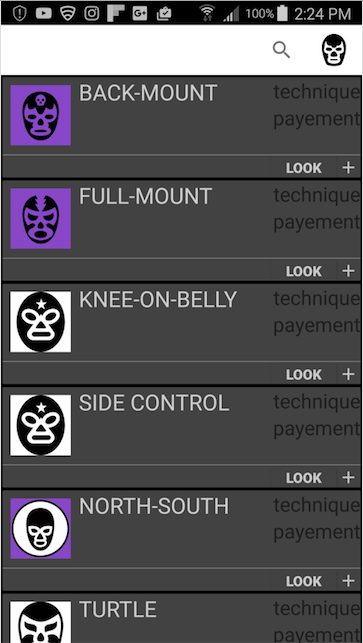 100% 2:24 PM
BACK-MOUNT technique
payement
LOOK +
FULL-MOUNT technique
payement
LOOK +
KNEE-ON-BELLY technique
payement
LOOK +
SIDE CONTROL technique
payement
LOOK +
NORTH-SOUTH technique
payement
LOOK +
TURTLE technique
payement